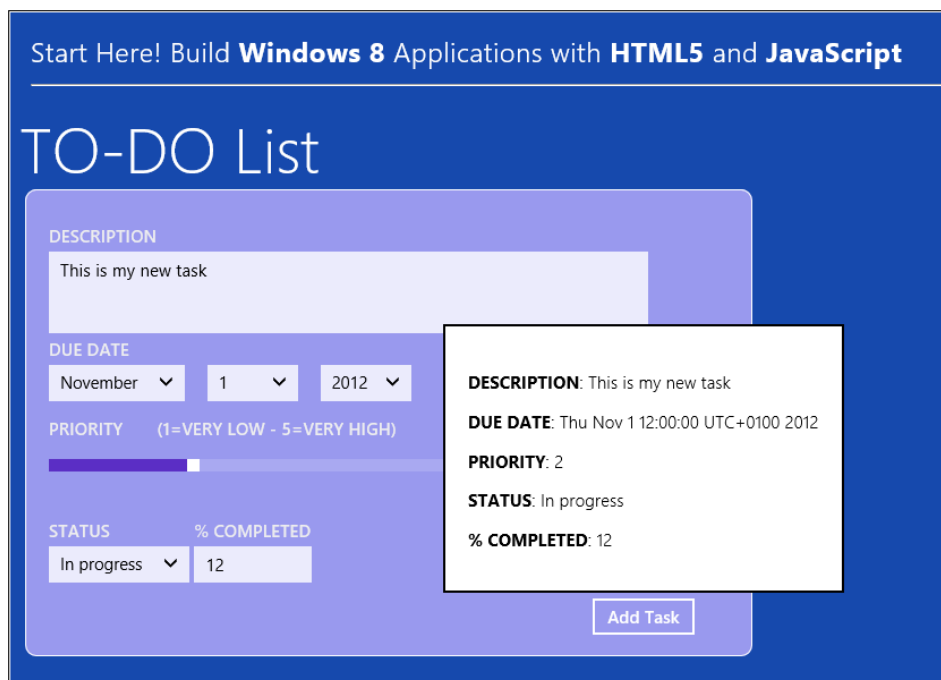 Start Here! Build Windows 8 Applications with HTML5 and JavaScript
TO-DO List
DESCRIPTION
This is my new task
DUE DATE
November 1 2012
PRIORITY (1=VERY LOW - 5=VERY HIGH)
STATUS % COMPLETED
In progress 12
DESCRIPTION: This is my new task
DUE DATE: Thu Nov 1 12:00:00 UTC+0100 2012
PRIORITY: 2
STATUS: In progress
% COMPLETED: 12
Add Task